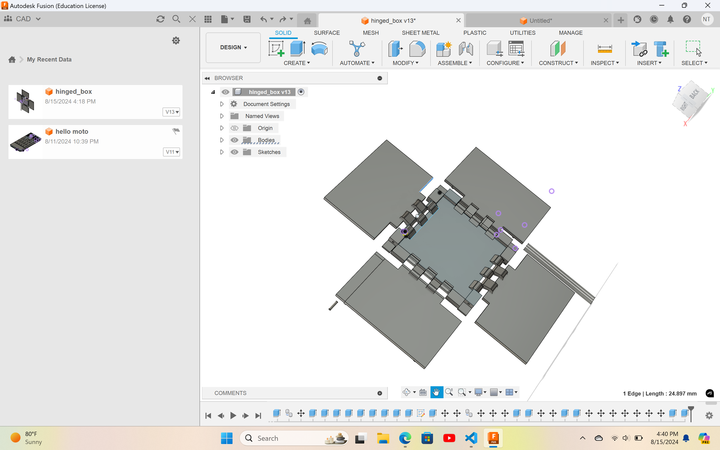 Autodesk Fusion (Education License)
CAD
hinged_box v13*
Untitled*
NT
My Recent Data
hinged_box
8/15/2024 4:18 PM
V13
hello moto
8/11/2024 10:39 PM
V11
SOLID
SURFACE
MESH
SHEET METAL
PLASTIC
UTILITIES
MANAGE
DESIGN
CREATE
AUTOMATE
MODIFY
ASSEMBLE
CONFIGURE
CONSTRUCT
INSPECT
INSERT
SELECT
BROWSER
hinged_box v13
Document Settings
Named Views
Origin
Bodies
Sketches
Z
BACK
Y
X
COMMENTS
1 Edge | Length : 24.897 mm
80°F
Sunny
Search
4:40 PM
8/15/2024